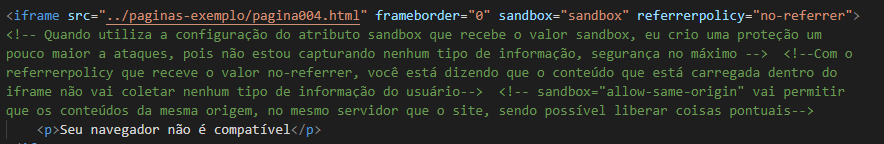 <iframe src="../paginas-exemplo/pagina004.html" frameborder="0" sandbox="sandbox" referrerpolicy="no-referrer">
<!-- Quando utiliza a configuração do atributo sandbox que recebe o valor sandbox, eu crio uma proteção um
pouco maior a ataques, pois não estou capturando nenhum tipo de informação, segurança no máximo -->  <!--Com o
referrerpolicy que receve o valor no-referrer, você está dizendo que o conteúdo que está carregada dentro do
iframe não vai coletar nenhum tipo de informação do usuário-->  <!-- sandbox="allow-same-origin" vai permitir
que os conteúdos da mesma origem, no mesmo servidor que o site, sendo possível liberar coisas pontuais-->
<p>Seu navegador não é compatível</p>